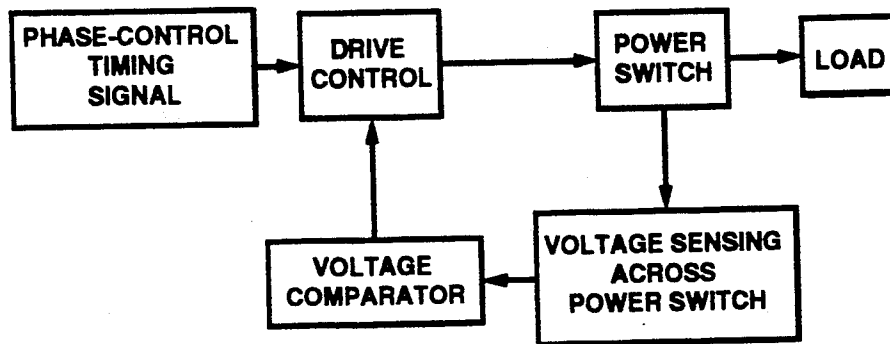 PHASE-CONTROL
TIMING
SIGNAL
DRIVE
CONTROL
POWER
SWITCH
LOAD
VOLTAGE
COMPARATOR
VOLTAGE SENSING
ACROSS
POWER SWITCH